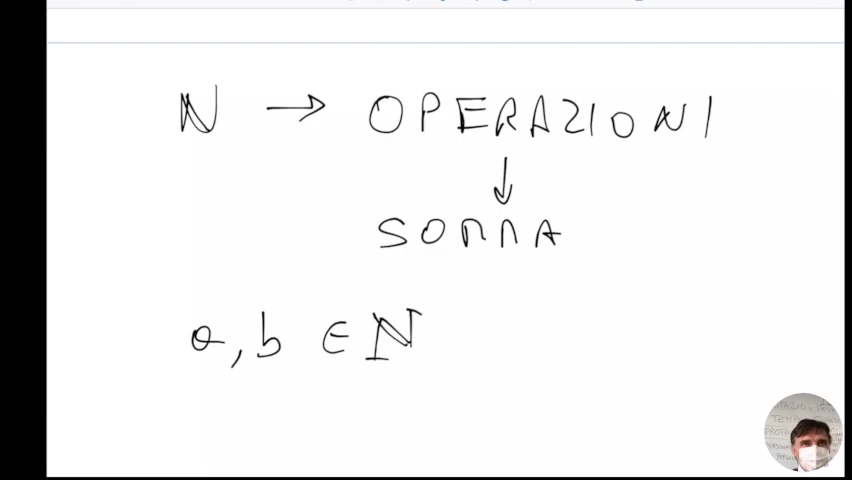 ℕ → OPERAZIONI
↓
SOMMA
a, b ∈ ℕ